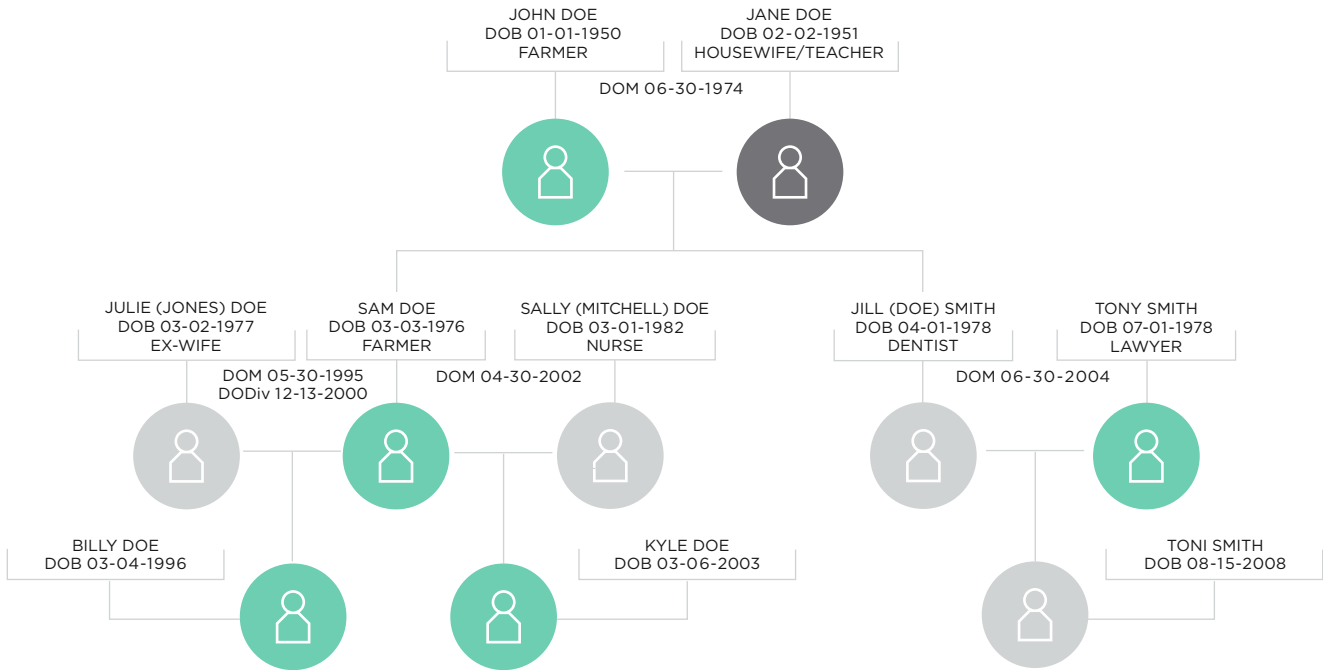 JOHN DOE
DOB 01-01-1950
FARMER
JANE DOE
DOB 02-02-1951
HOUSEWIFE/TEACHER
DOM 06-30-1974
JULIE (JONES) DOE
DOB 03-02-1977
EX-WIFE
SAM DOE
DOB 03-03-1976
FARMER
SALLY (MITCHELL) DOE
DOB 03-01-1982
NURSE
JILL (DOE) SMITH
DOB 04-01-1978
DENTIST
TONY SMITH
DOB 07-01-1978
LAWYER
DOM 05-30-1995
DODiv 12-13-2000
DOM 04-30-2002
DOM 06-30-2004
BILLY DOE
DOB 03-04-1996
KYLE DOE
DOB 03-06-2003
TONI SMITH
DOB 08-15-2008